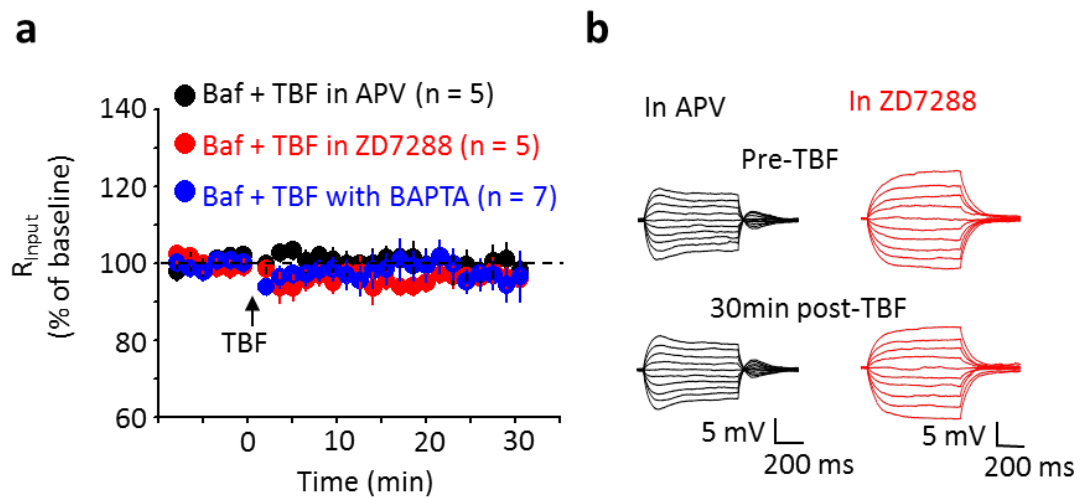 a
Baf + TBF in APV (n = 5)
Baf + TBF in ZD7288 (n = 5)
Baf + TBF with BAPTA (n = 7)
R Input
(% of baseline)
140
120
100
80
60
TBF
0
10
20
30
Time (min)
b
In APV
In ZD7288
Pre-TBF
30min post-TBF
5 mV
200 ms
5 mV
200 ms